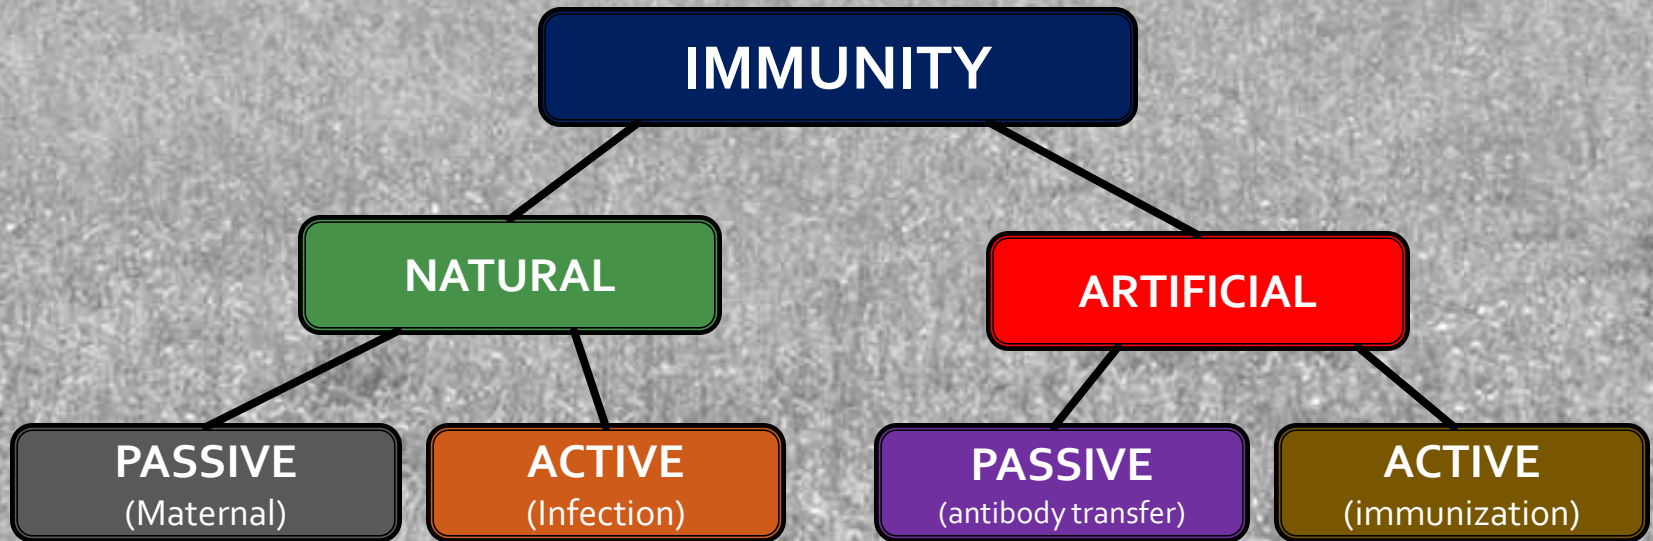 IMMUNITY
NATURAL
ARTIFICIAL
PASSIVE
(Maternal)
ACTIVE
(Infection)
PASSIVE
(antibody transfer)
ACTIVE
(immunization)